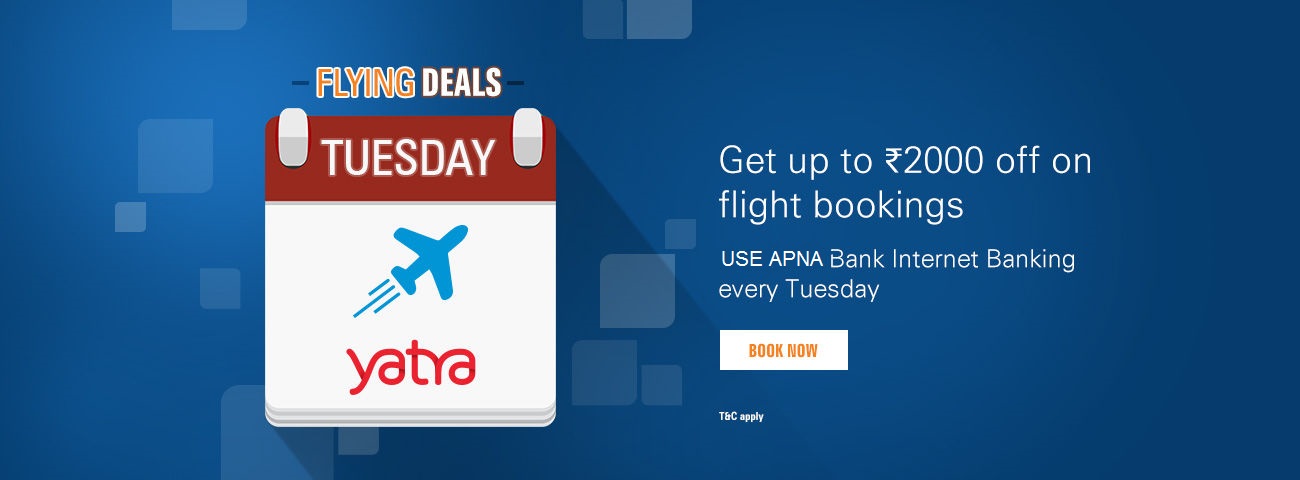 FLYING DEALS
TUESDAY
yatra
Get up to ₹2000 off on
flight bookings
USE APNA Bank Internet Banking
every Tuesday
BOOK NOW
T&C apply